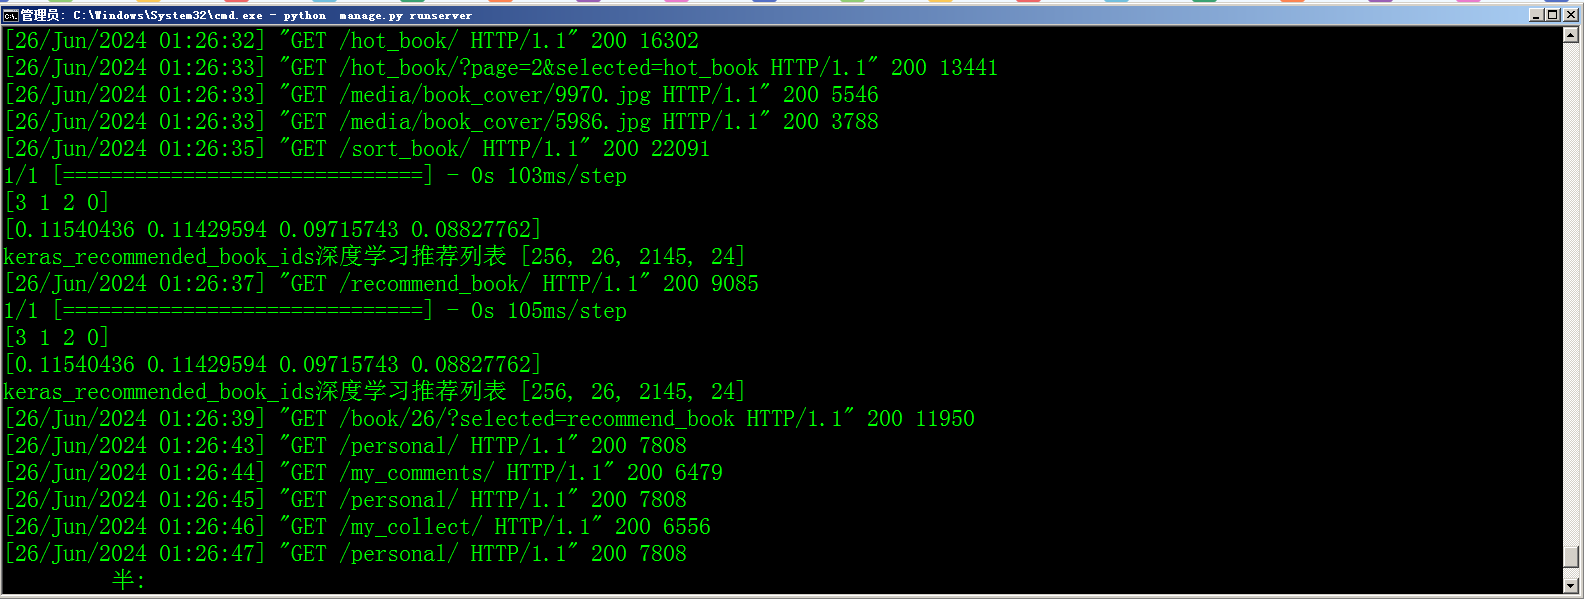 管理员: C:\Windows\System32\cmd.exe - python  manage.py runserver
[26/Jun/2024 01:26:32] "GET /hot_book/ HTTP/1.1" 200 16302
[26/Jun/2024 01:26:33] "GET /hot_book/?page=2&selected=hot_book HTTP/1.1" 200 13441
[26/Jun/2024 01:26:33] "GET /media/book_cover/9970.jpg HTTP/1.1" 200 5546
[26/Jun/2024 01:26:33] "GET /media/book_cover/5986.jpg HTTP/1.1" 200 3788
[26/Jun/2024 01:26:35] "GET /sort_book/ HTTP/1.1" 200 22091
1/1 [==============================] - 0s 103ms/step
[3 1 2 0]
[0.11540436 0.11429594 0.09715743 0.08827762]
keras_recommended_book_ids深度学习推荐列表 [256, 26, 2145, 24]
[26/Jun/2024 01:26:37] "GET /recommend_book/ HTTP/1.1" 200 9085
1/1 [==============================] - 0s 105ms/step
[3 1 2 0]
[0.11540436 0.11429594 0.09715743 0.08827762]
keras_recommended_book_ids深度学习推荐列表 [256, 26, 2145, 24]
[26/Jun/2024 01:26:39] "GET /book/26/?selected=recommend_book HTTP/1.1" 200 11950
[26/Jun/2024 01:26:43] "GET /personal/ HTTP/1.1" 200 7808
[26/Jun/2024 01:26:44] "GET /my_comments/ HTTP/1.1" 200 6479
[26/Jun/2024 01:26:45] "GET /personal/ HTTP/1.1" 200 7808
[26/Jun/2024 01:26:46] "GET /my_collect/ HTTP/1.1" 200 6556
[26/Jun/2024 01:26:47] "GET /personal/ HTTP/1.1" 200 7808
半: